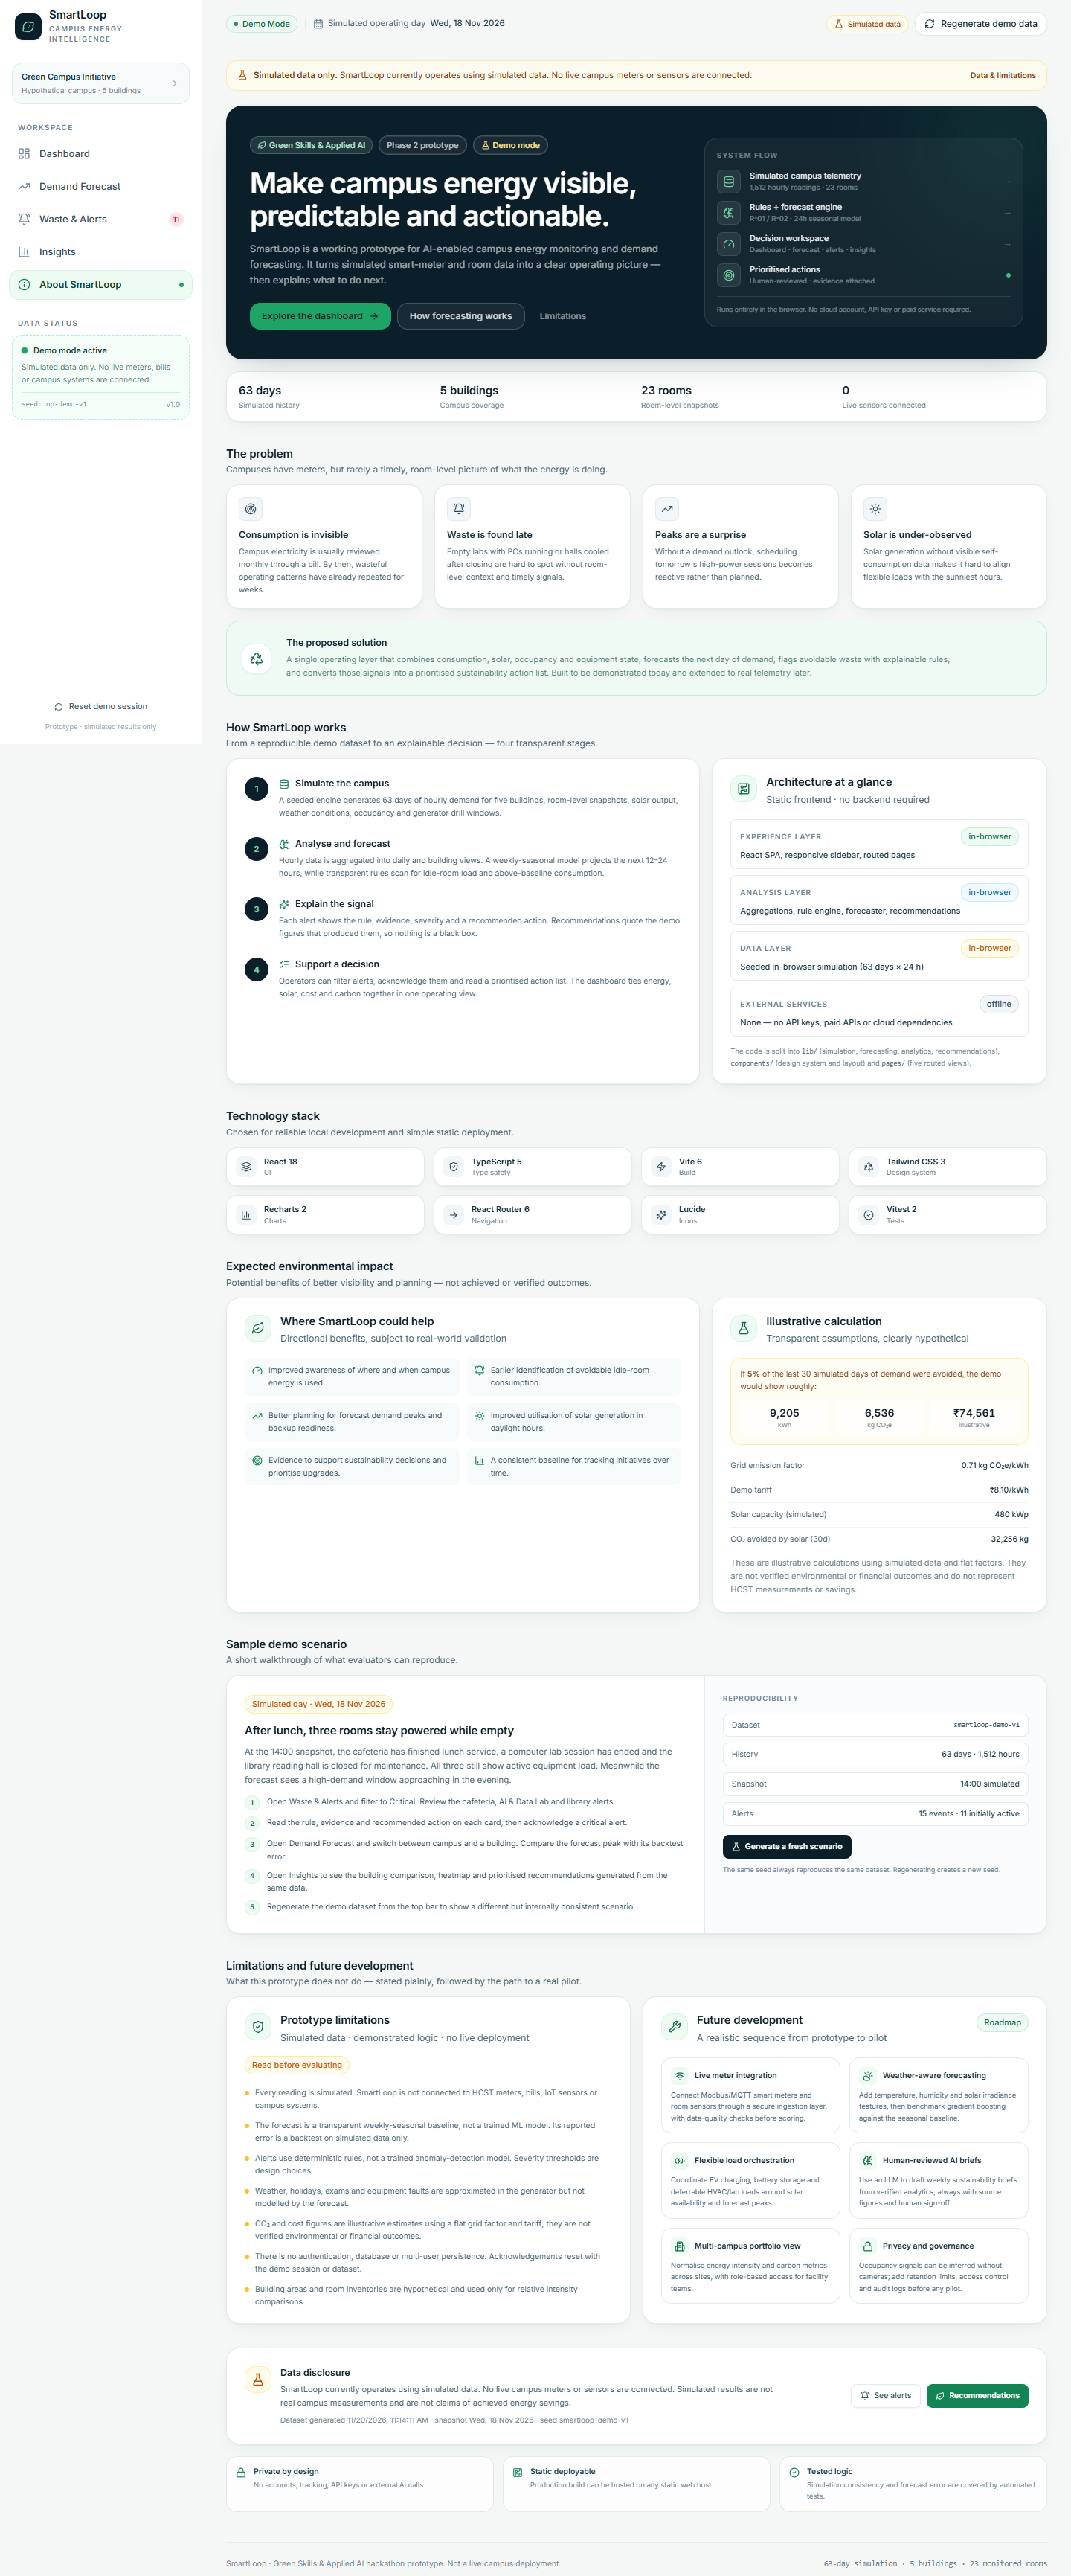 SmartLoop
CAMPUS ENERGY
INTELLIGENCE
Green Campus Initiative
Hypothetical campus · 5 buildings
WORKSPACE
Dashboard
Demand Forecast
Waste & Alerts
11
Insights
About SmartLoop
DATA STATUS
Demo mode active
Simulated data only. No live meters, bills
or campus systems are connected.
seed: op-demo-v1
v1.0
Reset demo session
Prototype · simulated results only
Demo Mode
Simulated operating day Wed, 18 Nov 2026
Simulated data
Regenerate demo data
Simulated data only. SmartLoop currently operates using simulated data. No live campus meters or sensors are connected.
Data & limitations
Green Skills & Applied AI
Phase 2 prototype
Demo mode
Make campus energy visible,
predictable and actionable.
SmartLoop is a working prototype for AI-enabled campus energy monitoring and demand
forecasting. It turns simulated smart-meter and room data into a clear operating picture —
then explains what to do next.
Explore the dashboard
How forecasting works
Limitations
SYSTEM FLOW
Simulated campus telemetry
1,512 hourly readings · 23 rooms
Rules + forecast engine
R-01 / R-02 · 24h seasonal model
Decision workspace
Dashboard · forecast · alerts · insights
Prioritised actions
Human-reviewed · evidence attached
Runs entirely in the browser. No cloud account, API key or paid service required.
63 days
Simulated history
5 buildings
Campus coverage
23 rooms
Room-level snapshots
0
Live sensors connected
The problem
Campuses have meters, but rarely a timely, room-level picture of what the energy is doing.
Consumption is invisible
Campus electricity is usually reviewed
monthly through a bill. By then, wasteful
operating patterns have already repeated for
weeks.
Waste is found late
Empty labs with PCs running or halls cooled
after closing are hard to spot without room-
level context and timely signals.
Peaks are a surprise
Without a demand outlook, scheduling
tomorrow's high-power sessions becomes
reactive rather than planned.
Solar is under-observed
Solar generation without visible self-
consumption data makes it hard to align
flexible loads with the sunniest hours.
The proposed solution
A single operating layer that combines consumption, solar, occupancy and equipment state; forecasts the next day of demand; flags avoidable waste with explainable rules;
and converts those signals into a prioritised sustainability action list. Built to be demonstrated today and extended to real telemetry later.
How SmartLoop works
From a reproducible demo dataset to an explainable decision — four transparent stages.
1
Simulate the campus
A seeded engine generates 63 days of hourly demand for five buildings, room-level snapshots, solar output,
weather conditions, occupancy and generator drill windows.
2
Analyse and forecast
Hourly data is aggregated into daily and building views. A weekly-seasonal model projects the next 12–24
hours, while transparent rules scan for idle-room load and above-baseline consumption.
3
Explain the signal
Each alert shows the rule, evidence, severity and a recommended action. Recommendations quote the demo
figures that produced them, so nothing is a black box.
4
Support a decision
Operators can filter alerts, acknowledge them and read a prioritised action list. The dashboard ties energy,
solar, cost and carbon together in one operating view.
Architecture at a glance
Static frontend · no backend required
EXPERIENCE LAYER
in-browser
React SPA, responsive sidebar, routed pages
ANALYSIS LAYER
in-browser
Aggregations, rule engine, forecaster, recommendations
DATA LAYER
in-browser
Seeded in-browser simulation (63 days × 24 h)
EXTERNAL SERVICES
offline
None — no API keys, paid APIs or cloud dependencies
The code is split into lib/ (simulation, forecasting, analytics, recommendations),
components/ (design system and layout) and pages/ (five routed views).
Technology stack
Chosen for reliable local development and simple static deployment.
React 18
UI
TypeScript 5
Type safety
Vite 6
Build
Tailwind CSS 3
Design system
Recharts 2
Charts
React Router 6
Navigation
Lucide
Icons
Vitest 2
Tests
Expected environmental impact
Potential benefits of better visibility and planning — not achieved or verified outcomes.
Where SmartLoop could help
Directional benefits, subject to real-world validation
Improved awareness of where and when campus
energy is used.
Earlier identification of avoidable idle-room
consumption.
Better planning for forecast demand peaks and
backup readiness.
Improved utilisation of solar generation in
daylight hours.
Evidence to support sustainability decisions and
prioritise upgrades.
A consistent baseline for tracking initiatives over
time.
Illustrative calculation
Transparent assumptions, clearly hypothetical
If 5% of the last 30 simulated days of demand were avoided, the demo
would show roughly:
9,205
kWh
6,536
kg CO₂e
₹74,561
illustrative
Grid emission factor
0.71 kg CO₂e/kWh
Demo tariff
₹8.10/kWh
Solar capacity (simulated)
480 kWp
CO₂ avoided by solar (30d)
32,256 kg
These are illustrative calculations using simulated data and flat factors. They
are not verified environmental or financial outcomes and do not represent
HCST measurements or savings.
Sample demo scenario
A short walkthrough of what evaluators can reproduce.
Simulated day · Wed, 18 Nov 2026
After lunch, three rooms stay powered while empty
At the 14:00 snapshot, the cafeteria has finished lunch service, a computer lab session has ended and the
library reading hall is closed for maintenance. All three still show active equipment load. Meanwhile the
forecast sees a high-demand window approaching in the evening.
1 Open Waste & Alerts and filter to Critical. Review the cafeteria, AI & Data Lab and library alerts.
2 Read the rule, evidence and recommended action on each card, then acknowledge a critical alert.
3 Open Demand Forecast and switch between campus and a building. Compare the forecast peak with its backtest
error.
4 Open Insights to see the building comparison, heatmap and prioritised recommendations generated from the
same data.
5 Regenerate the demo dataset from the top bar to show a different but internally consistent scenario.
REPRODUCIBILITY
Dataset
smartloop-demo-v1
History
63 days · 1,512 hours
Snapshot
14:00 simulated
Alerts
15 events · 11 initially active
Generate a fresh scenario
The same seed always reproduces the same dataset. Regenerating creates a new seed.
Limitations and future development
What this prototype does not do — stated plainly, followed by the path to a real pilot.
Prototype limitations
Simulated data · demonstrated logic · no live deployment
Read before evaluating
Every reading is simulated. SmartLoop is not connected to HCST meters, bills, IoT sensors or
campus systems.
The forecast is a transparent weekly-seasonal baseline, not a trained ML model. Its reported
error is a backtest on simulated data only.
Alerts use deterministic rules, not a trained anomaly-detection model. Severity thresholds are
design choices.
Weather, holidays, exams and equipment faults are approximated in the generator but not
modelled by the forecast.
CO₂ and cost figures are illustrative estimates using a flat grid factor and tariff; they are not
verified environmental or financial outcomes.
There is no authentication, database or multi-user persistence. Acknowledgements reset with
the demo session or dataset.
Building areas and room inventories are hypothetical and used only for relative intensity
comparisons.
Future development
A realistic sequence from prototype to pilot
Roadmap
Live meter integration
Connect Modbus/MQTT smart meters and
room sensors through a secure ingestion layer,
with data-quality checks before scoring.
Weather-aware forecasting
Add temperature, humidity and solar irradiance
features, then benchmark gradient boosting
against the seasonal baseline.
Flexible load orchestration
Coordinate EV charging, battery storage and
deferrable HVAC/lab loads around solar
availability and forecast peaks.
Human-reviewed AI briefs
Use an LLM to draft weekly sustainability briefs
from verified analytics, always with source
figures and human sign-off.
Multi-campus portfolio view
Normalise energy intensity and carbon metrics
across sites, with role-based access for facility
teams.
Privacy and governance
Occupancy signals can be inferred without
cameras; add retention limits, access control
and audit logs before any pilot.
Data disclosure
SmartLoop currently operates using simulated data. No live campus meters or sensors are connected. Simulated results are not
real campus measurements and are not claims of achieved energy savings.
Dataset generated 11/20/2026, 11:14:11 AM · snapshot Wed, 18 Nov 2026 · seed smartloop-demo-v1
See alerts
Recommendations
Private by design
No accounts, tracking, API keys or external AI calls.
Static deployable
Production build can be hosted on any static web host.
Tested logic
Simulation consistency and forecast error are covered by automated
tests.
SmartLoop · Green Skills & Applied AI hackathon prototype. Not a live campus deployment.
63-day simulation · 5 buildings · 23 monitored rooms